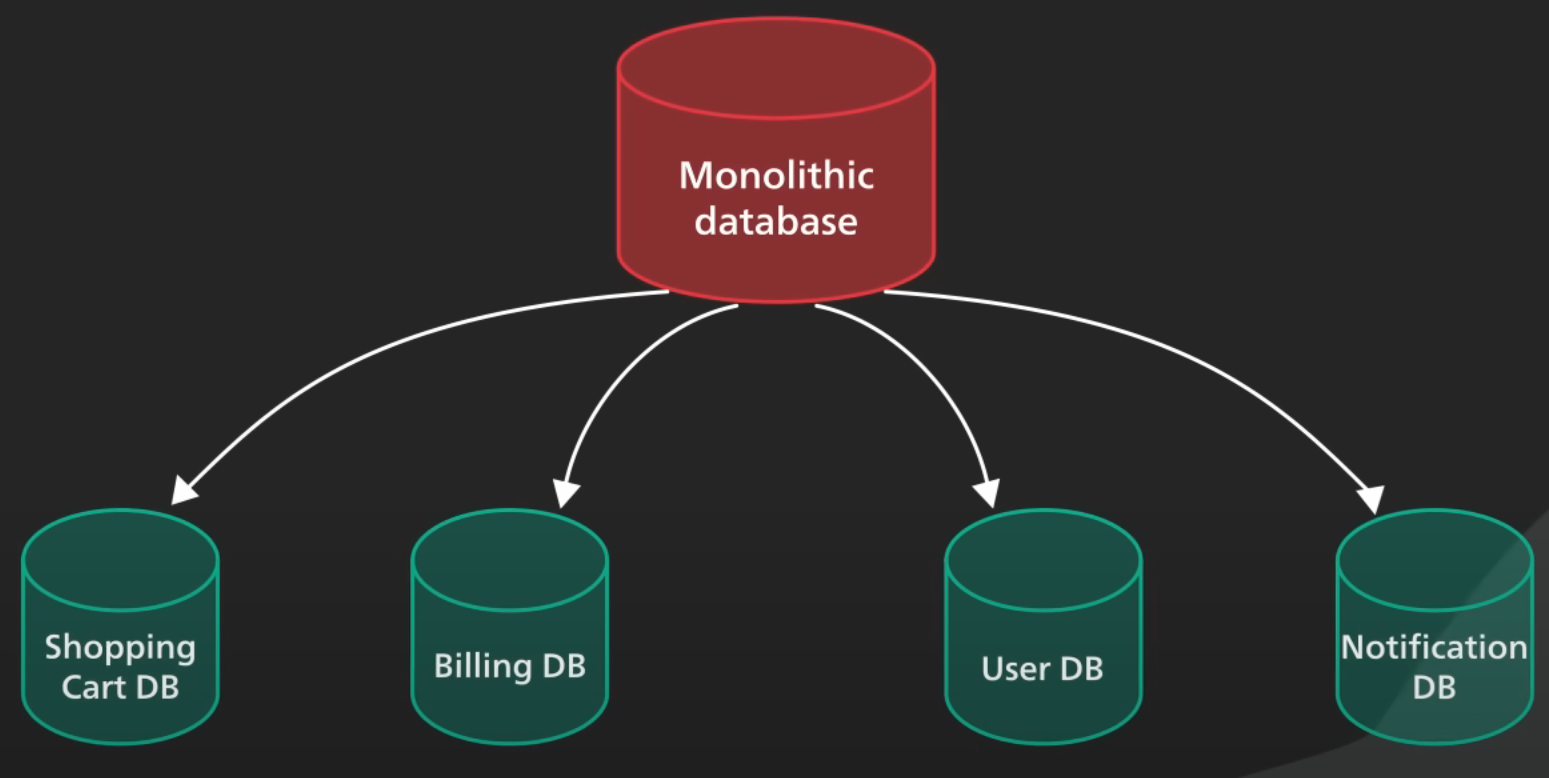 Monolithic
database
Shopping
Cart DB
Billing DB
User DB
Notification
DB